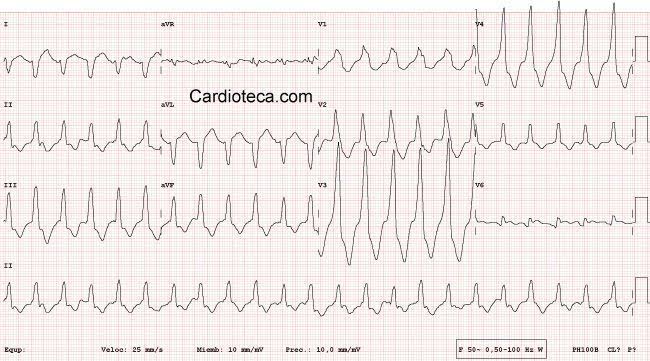 I aVR V1 V4
Cardioteca.com
II aVL V2 V5
III aVF V3 V6
II
Equp: Veloc: 25 mm/s Miemb: 10 mm/mV Prec.: 10,0 mm/mV F 50~ 0,50-100 Hz W PH100B CL? P?